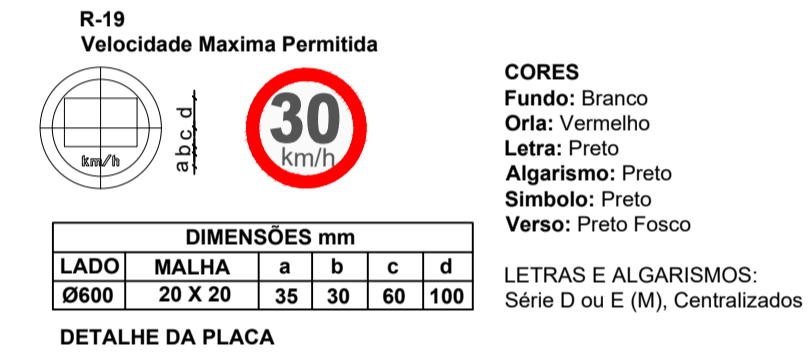 R-19
Velocidade Maxima Permitida
km/h
a b c d
30
km/h
CORES
Fundo: Branco
Orla: Vermelho
Letra: Preto
Algarismo: Preto
Simbolo: Preto
Verso: Preto Fosco
DIMENSÕES mm
LADO MALHA a b c d
Ø600 20 X 20 35 30 60 100
LETRAS E ALGARISMOS:
Série D ou E (M), Centralizados
DETALHE DA PLACA